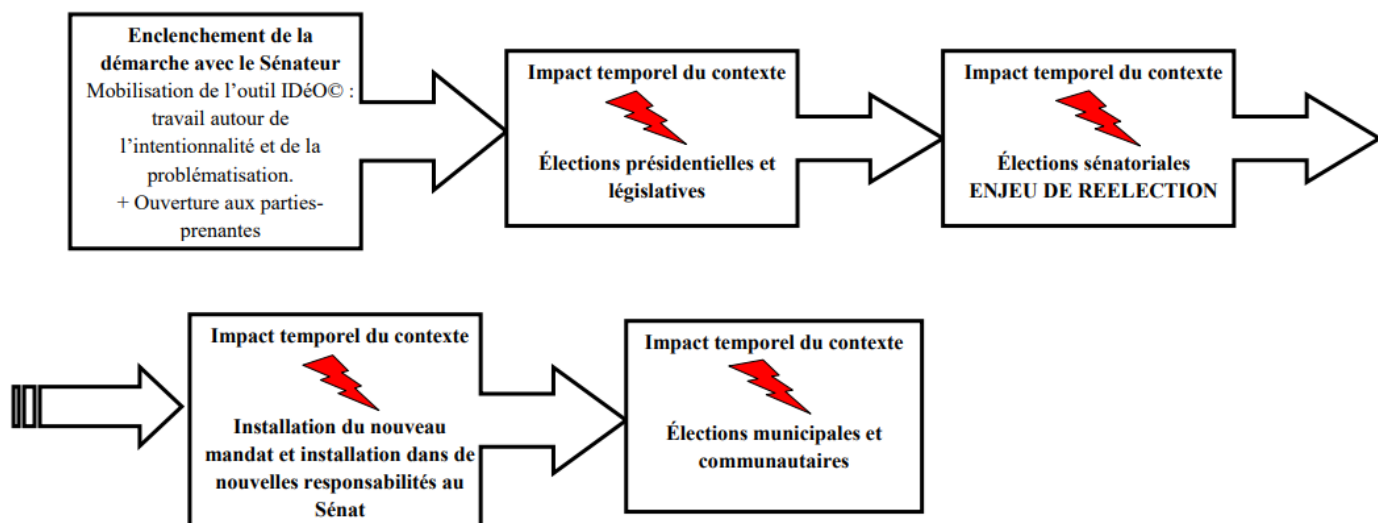 Enclenchement de la
démarche avec le Sénateur
Mobilisation de l'outil IDéO© :
travail autour de
l'intentionnalité et de la
problématisation.
+ Ouverture aux parties-
prenantes
Impact temporel du contexte
Élections présidentielles et
législatives
Impact temporel du contexte
Élections sénatoriales
ENJEU DE REELECTION
Impact temporel du contexte
Installation du nouveau
mandat et installation dans de
nouvelles responsabilités au
Sénat
Impact temporel du contexte
Élections municipales et
communautaires